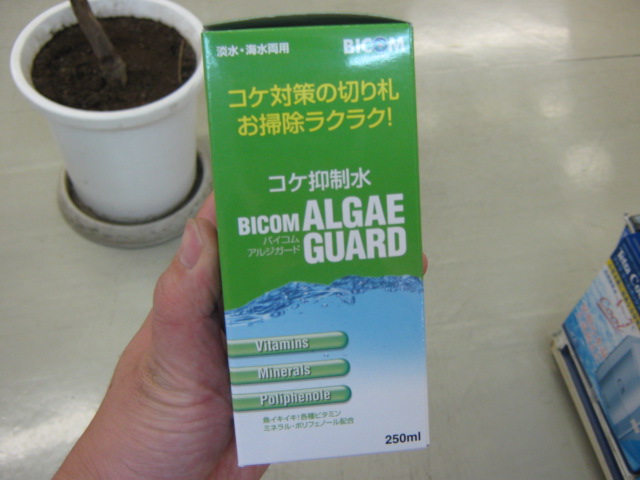 淡水・海水両用
BICOM
コケ対策の切り札
お掃除ラクラク!
コケ抑制水
BICOM ALGAE
バイコム
アルジガード
GUARD
Vitamins
Minerals
Poliphenole
魚イキイキ!各種ビタミン
ミネラル・ポリフェノール配合
250ml
Cool